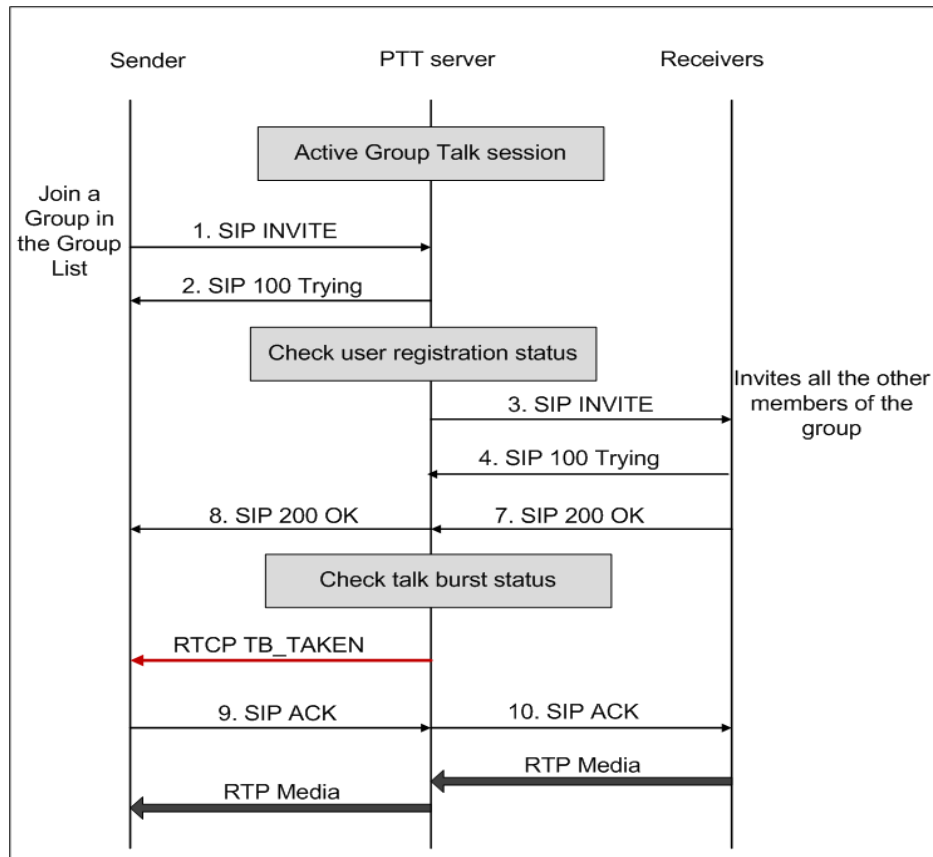 Sender
PTT server
Receivers
Active Group Talk session
Join a
Group in
the Group
List
1. SIP INVITE
2. SIP 100 Trying
Check user registration status
Invites all the other
members of the
group
3. SIP INVITE
4. SIP 100 Trying
8. SIP 200 OK
7. SIP 200 OK
Check talk burst status
RTCP TB_TAKEN
9. SIP ACK
10. SIP ACK
RTP Media
RTP Media